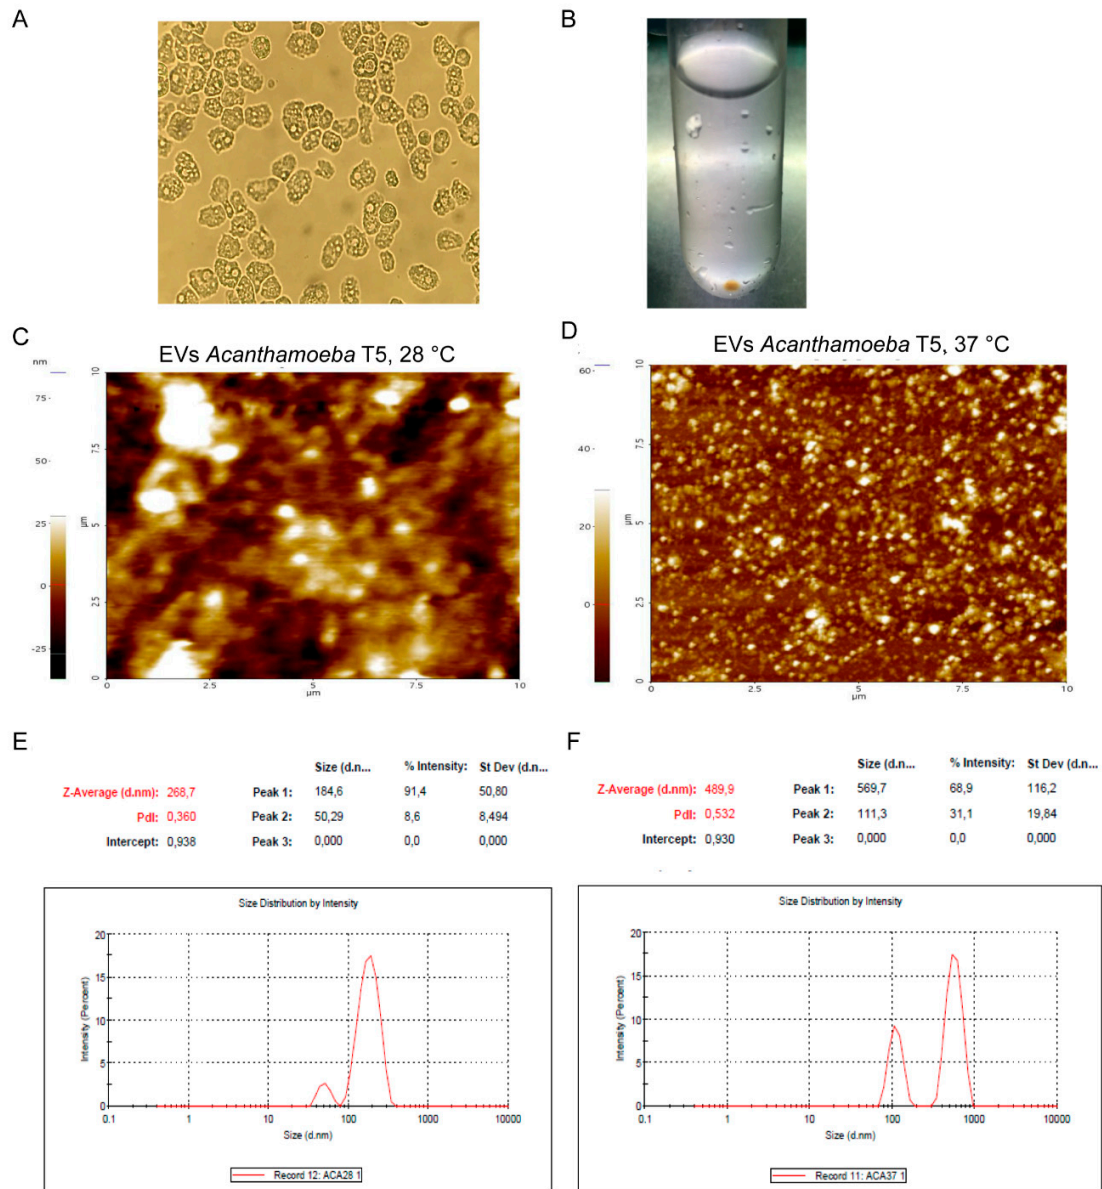 A
B
C
EVs Acanthamoeba T5, 28 °C
nm
75
50
25
0
-25
10
7.5
5
2.5
0
µm
0
2.5
5
7.5
10
µm
D
EVs Acanthamoeba T5, 37 °C
60
40
20
0
10
7.5
5
2.5
0
µm
0
2.5
5
7.5
10
µm
E
Size (d.n... % Intensity: St Dev (d.n...
Z-Average (d.nm): 268,7 Peak 1: 184,6 91,4 50,80
PdI: 0,360 Peak 2: 50,29 8,6 8,494
Intercept: 0,938 Peak 3: 0,000 0,0 0,000
Size Distribution by Intensity
Intensity (Percent)
20
15
10
5
0
0.1 1 10 100 1000 10000
Size (d.nm)
Record 12: ACA28 1
F
Size (d.n... % Intensity: St Dev (d.n...
Z-Average (d.nm): 489,9 Peak 1: 569,7 68,9 116,2
PdI: 0,532 Peak 2: 111,3 31,1 19,84
Intercept: 0,930 Peak 3: 0,000 0,0 0,000
Size Distribution by Intensity
Intensity (Percent)
20
15
10
5
0
0.1 1 10 100 1000 10000
Size (d.nm)
Record 11: ACA37 1